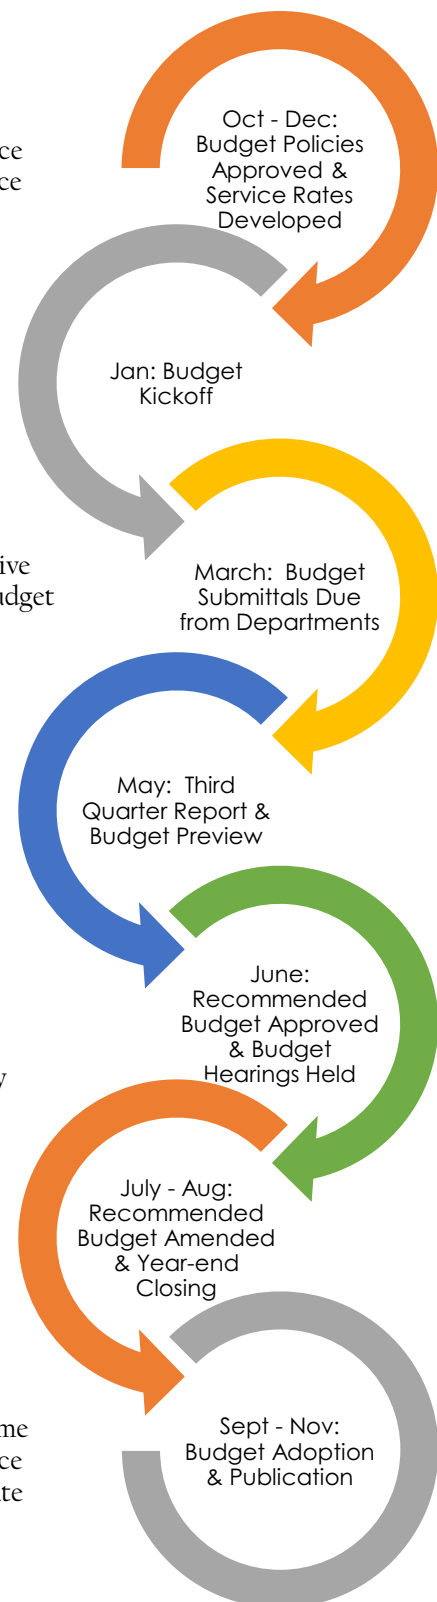 Oct - Dec:
Budget Policies
Approved &
Service Rates
Developed
Jan: Budget
Kickoff
March:  Budget
Submittals Due
from Departments
May:  Third
Quarter Report &
Budget Preview
June:
Recommended
Budget Approved
& Budget
Hearings Held
July - Aug:
Recommended
Budget Amended
& Year-end
Closing
Sept - Nov:
Budget Adoption
& Publication